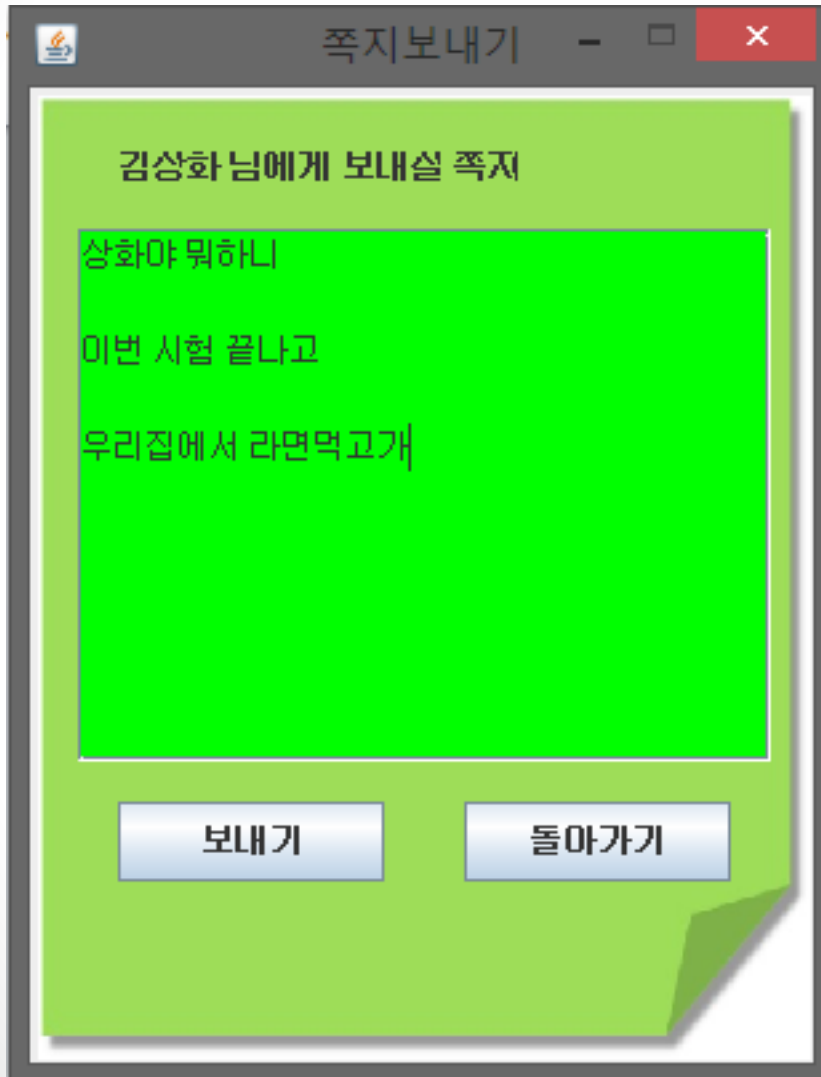 쪽지보내기
김상화 님에게 보내실 쪽지
상화야 뭐하니
이번 시험 끝나고
우리집에서 라면먹고개
보내기
돌아가기